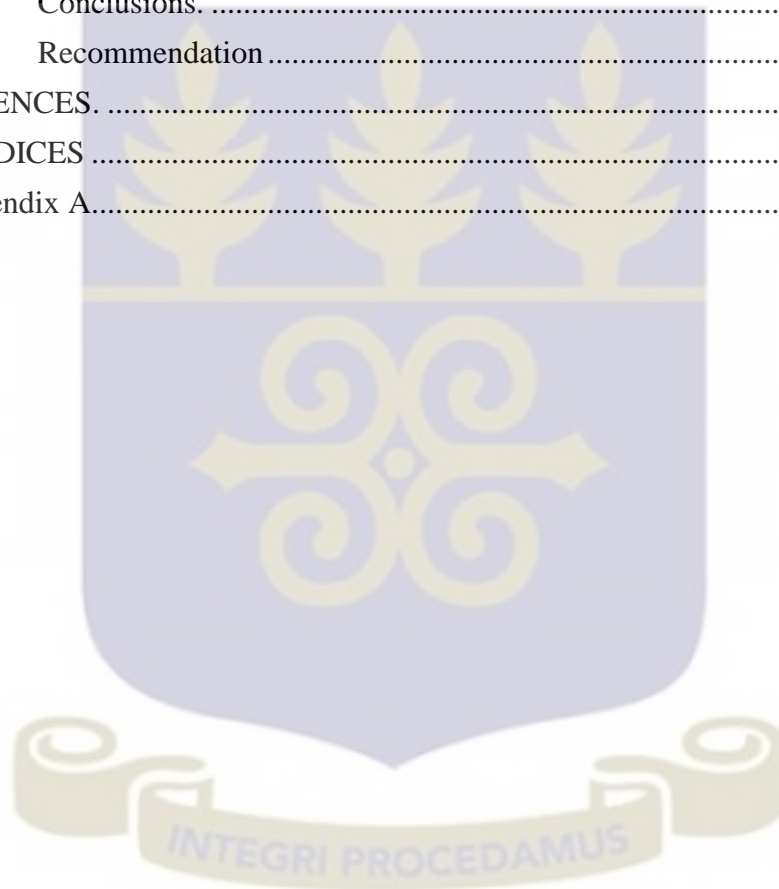 Conclusions. ........................................................................
Recommendation ................................................................
ENCES. .................................................................................
DICES ...................................................................................
endix A...................................................................................
INTEGRI PROCEDAMUS